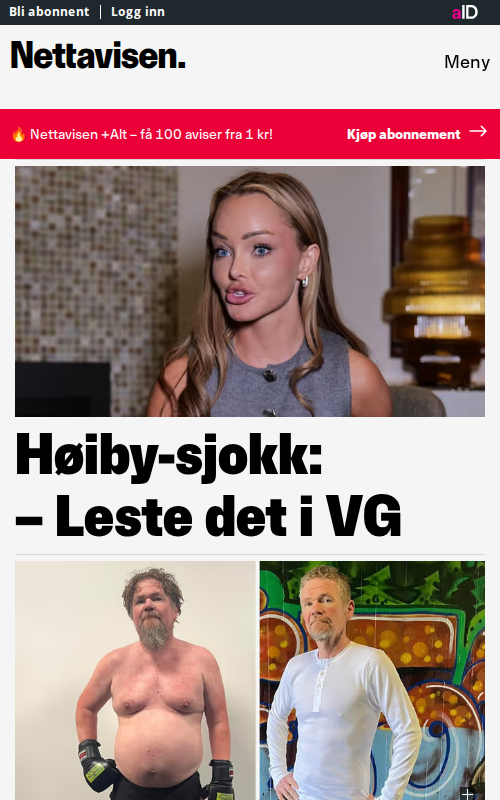 Bli abonnent
Logg inn
aID
Nettavisen.
Meny
🔥 Nettavisen +Alt – få 100 aviser fra 1 kr!
Kjøp abonnement →
Høiby-sjokk:
– Leste det i VG